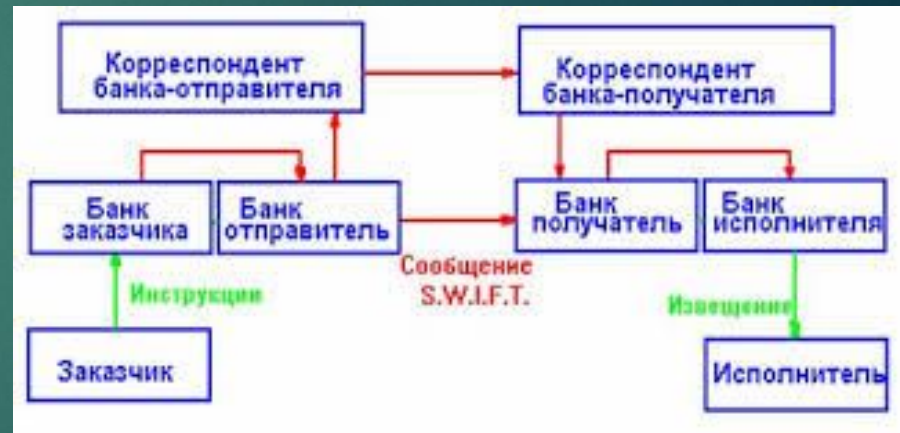 Корреспондент
банка-отправителя
Корреспондент
банка-получателя
Банк
заказчика
Банк
отправитель
Банк
получатель
Банк
исполнителя
Сообщение
S.W.I.F.T.
Инструкции
Извещение
Заказчик
Исполнитель